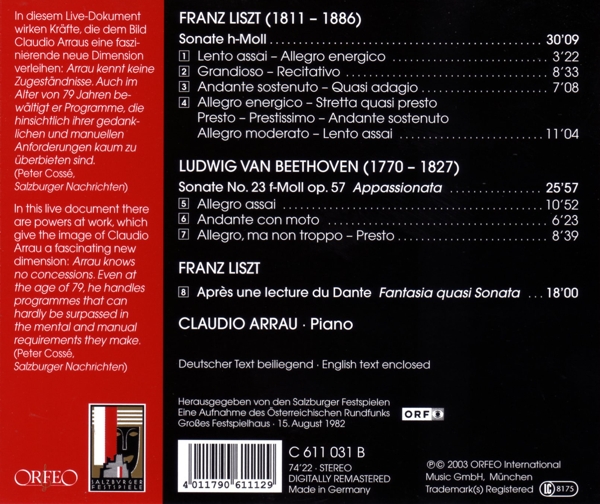 In diesem Live-Dokument
wirken Kräfte, die dem Bild
Claudio Arraus eine faszi-
nierende neue Dimension
verleihen: Arrau kennt keine
Zugeständnisse. Auch im
Alter von 79 Jahren be-
wältigt er Programme, die
hinsichtlich ihrer gedank-
lichen und manuellen
Anforderungen kaum zu
überbieten sind.
(Peter Cossé,
Salzburger Nachrichten)
In this live document there
are powers at work, which
give the image of Claudio
Arrau a fascinating new
dimension: Arrau knows
no concessions. Even at
the age of 79, he handles
programmes that can
hardly be surpassed in
the mental and manual
requirements they make.
(Peter Cossé,
Salzburger Nachrichten)
ORFEO
SALZBURGER
FESTSPIELE
FRANZ LISZT (1811 – 1886)
Sonate h-Moll 30'09
1 Lento assai – Allegro energico 3'22
2 Grandioso – Recitativo 8'33
3 Andante sostenuto – Quasi adagio 7'08
4 Allegro energico – Stretta quasi presto
Presto – Prestissimo – Andante sostenuto
Allegro moderato – Lento assai 11'04
LUDWIG VAN BEETHOVEN (1770 – 1827)
Sonate No. 23 f-Moll op. 57 Appassionata 25'57
5 Allegro assai 10'52
6 Andante con moto 6'23
7 Allegro, ma non troppo – Presto 8'39
FRANZ LISZT
8 Après une lecture du Dante Fantasia quasi Sonata ... 18'00
CLAUDIO ARRAU · Piano
Deutscher Text beiliegend · English text enclosed
Herausgegeben von den Salzburger Festspielen
Eine Aufnahme des Österreichischen Rundfunks ORF
Großes Festspielhaus · 15. August 1982
4 011790 611129
C 611 031 B
74'22 · STEREO
DIGITALLY REMASTERED
Made in Germany
℗ © 2003 ORFEO International
Music GmbH, München
Trademark(s) Registered LC 8175